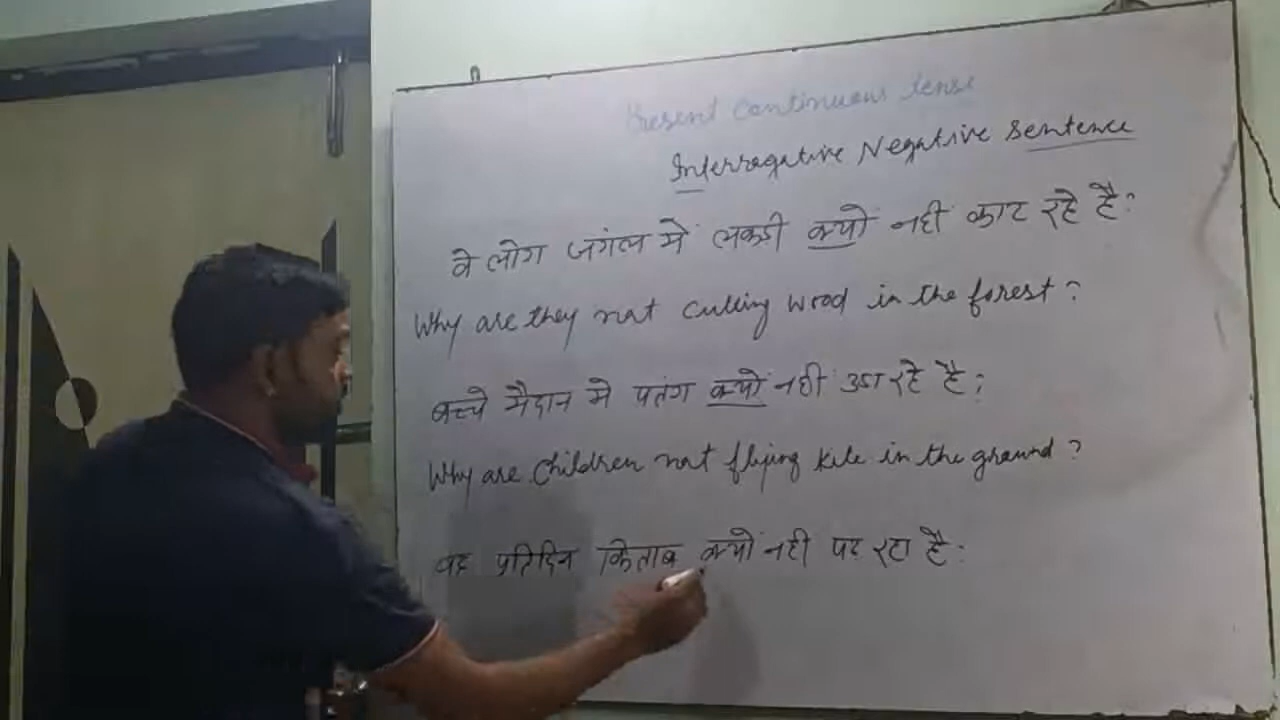 Present Continuous tense
Interrogative Negative Sentence
वे लोग जगंल में लकडी क्यों नहीं काट रहे है?
Why are they not cutting wood in the forest?
बच्चे मैदान मे पतंग क्यों नही उडा रहे है?
Why are Children not flying kite in the ground?
वह प्रतिदिन किताब क्यों नही पढ रहा है?